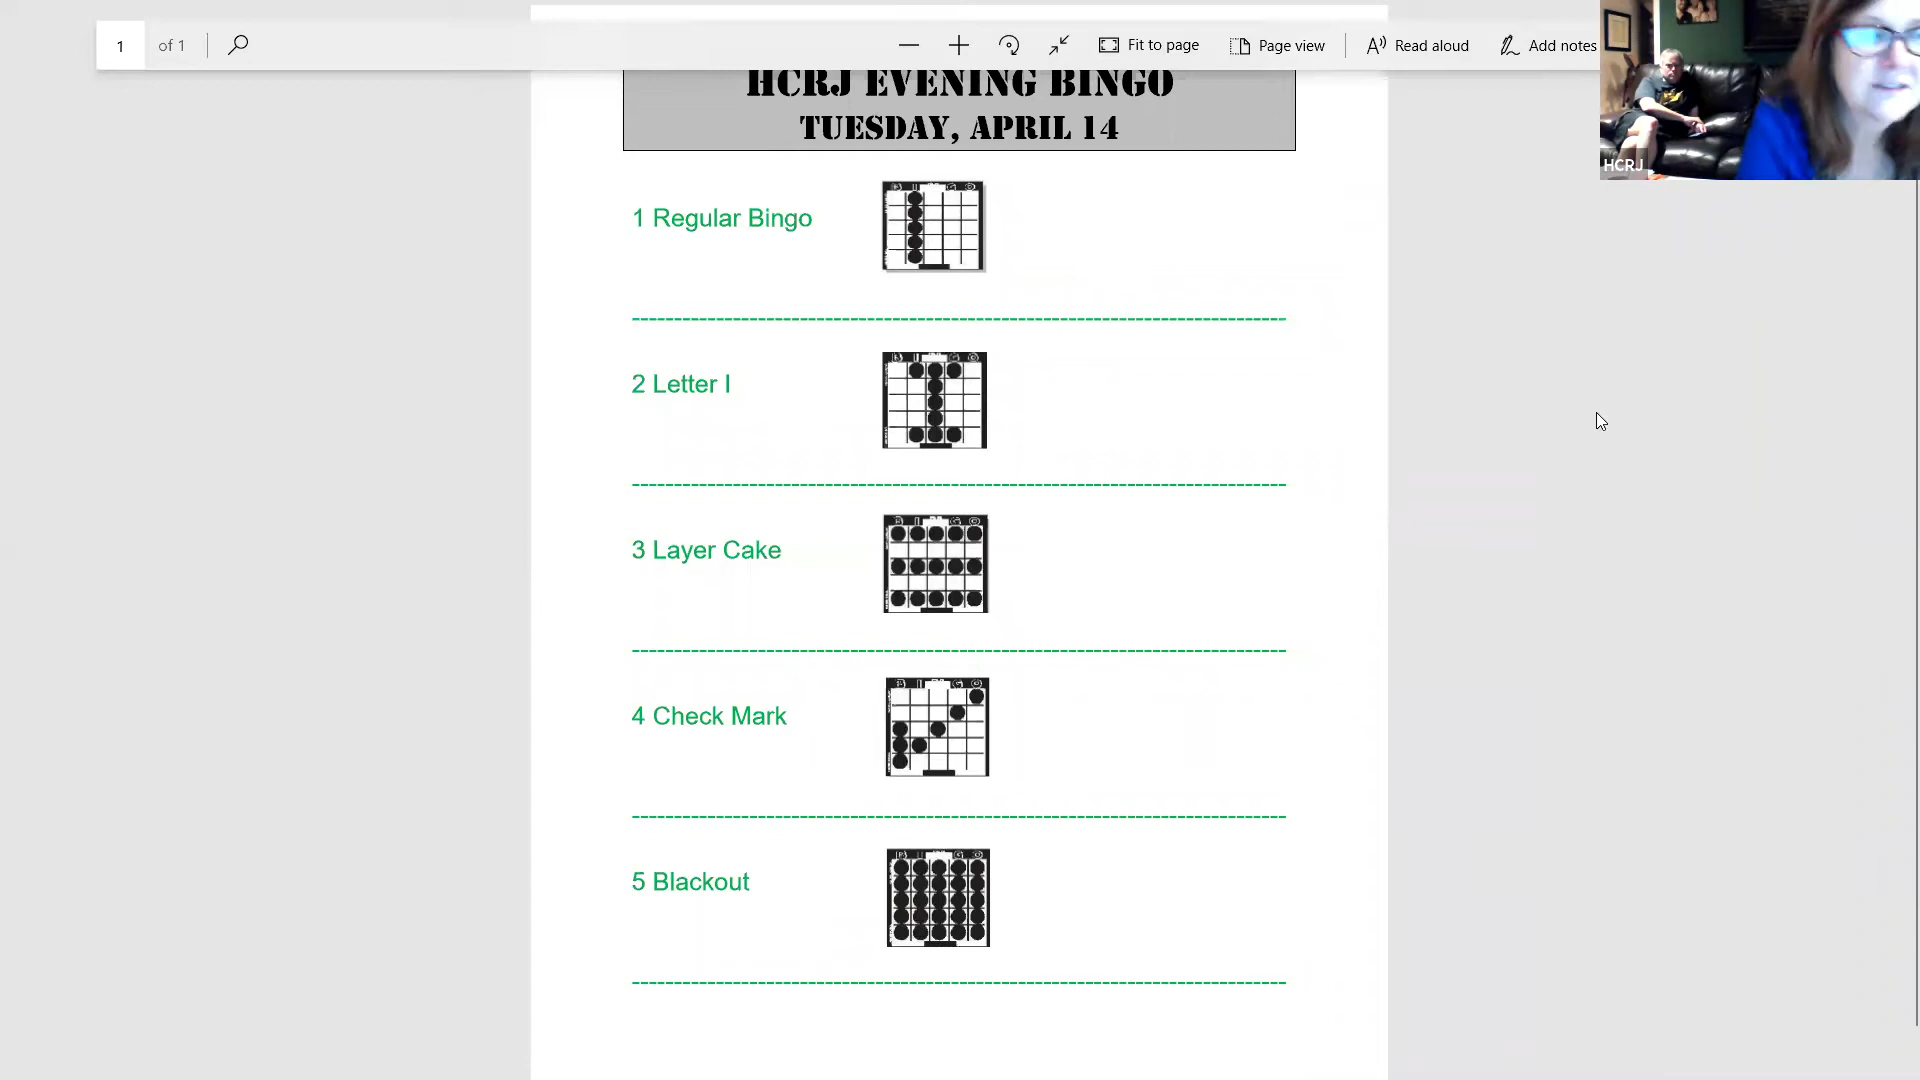 1 of 1 Fit to page Page view Read aloud Add notes
HCRJ
HCRJ EVENING BINGO
TUESDAY, APRIL 14
1 Regular Bingo
2 Letter I
3 Layer Cake
4 Check Mark
5 Blackout